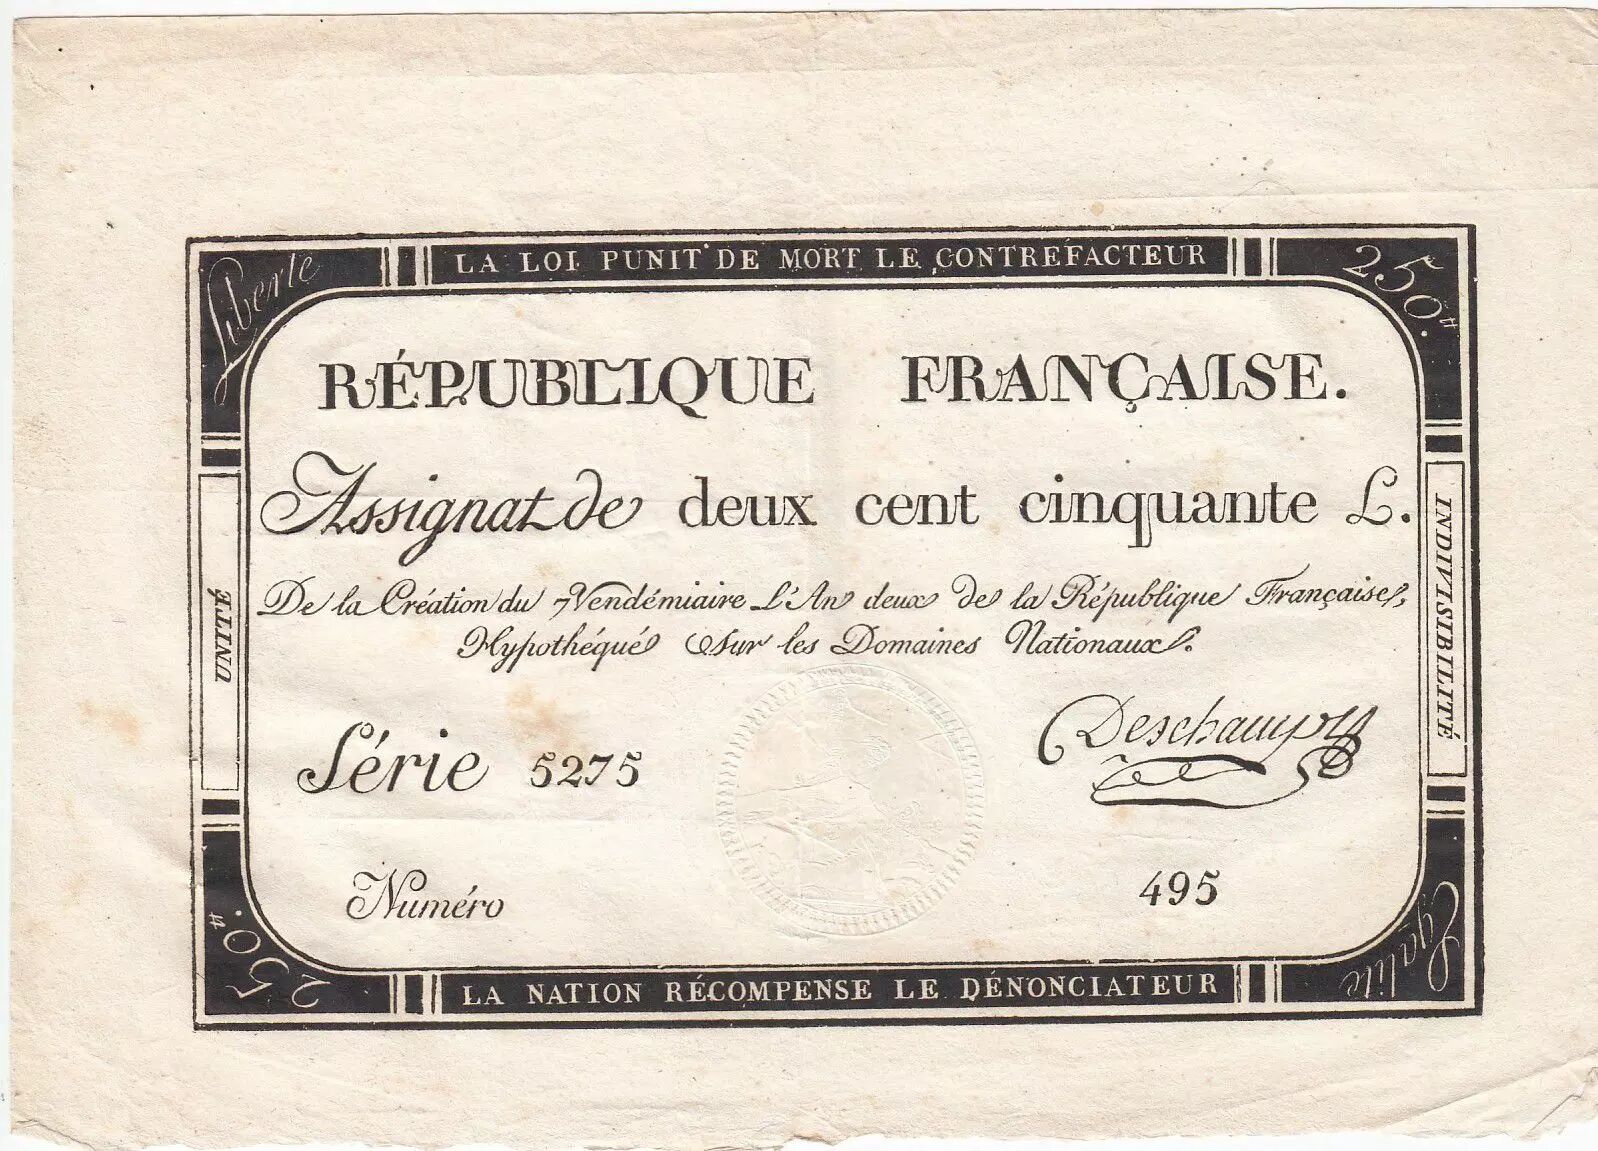 Liberté
LA LOI PUNIT DE MORT LE CONTREFACTEUR
250.₶
RÉPUBLIQUE FRANÇAISE.
Assignat de deux cent cinquante L.
De la Création du 7 Vendémiaire L'An deux de la République Française,
Hypothéqué sur les Domaines Nationaux.
UNITÉ
INDIVISIBILITÉ
Série 5275
Deschamps
Numéro
495
250.₶
LA NATION RÉCOMPENSE LE DÉNONCIATEUR
Egalité